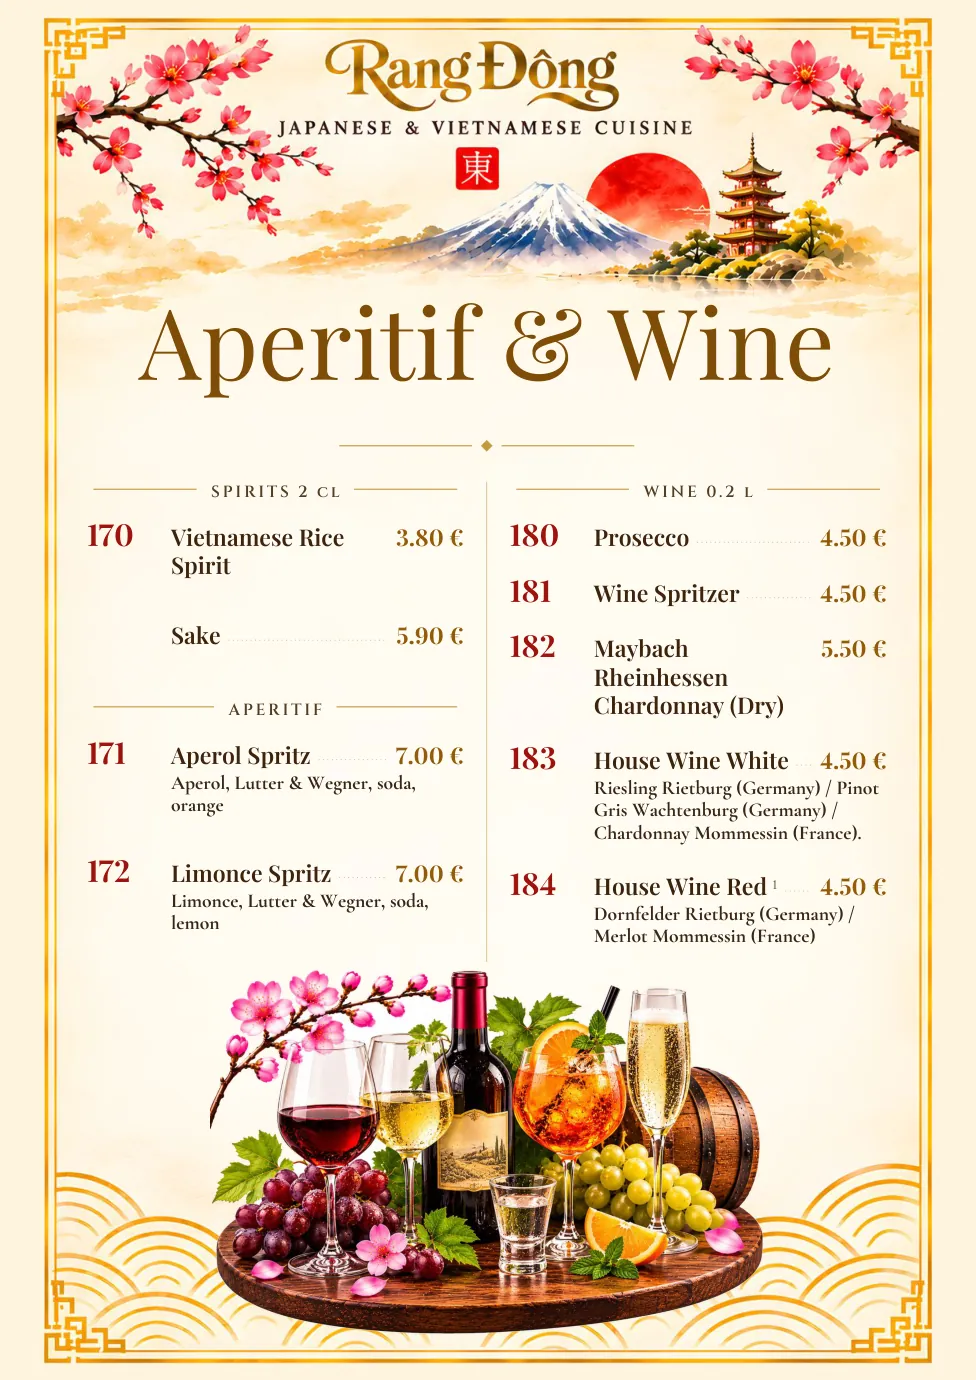 Rang Đông
JAPANESE & VIETNAMESE CUISINE
東
Aperitif & Wine
SPIRITS 2 CL
170 Vietnamese Rice 3.80 €
Spirit
Sake 5.90 €
APERITIF
171 Aperol Spritz 7.00 €
Aperol, Lutter & Wegner, soda,
orange
172 Limonce Spritz 7.00 €
Limonce, Lutter & Wegner, soda,
lemon
WINE 0.2 L
180 Prosecco 4.50 €
181 Wine Spritzer 4.50 €
182 Maybach 5.50 €
Rheinhessen
Chardonnay (Dry)
183 House Wine White 4.50 €
Riesling Rietburg (Germany) / Pinot
Gris Wachtenburg (Germany) /
Chardonnay Mommessin (France).
184 House Wine Red 1 4.50 €
Dornfelder Rietburg (Germany) /
Merlot Mommessin (France)